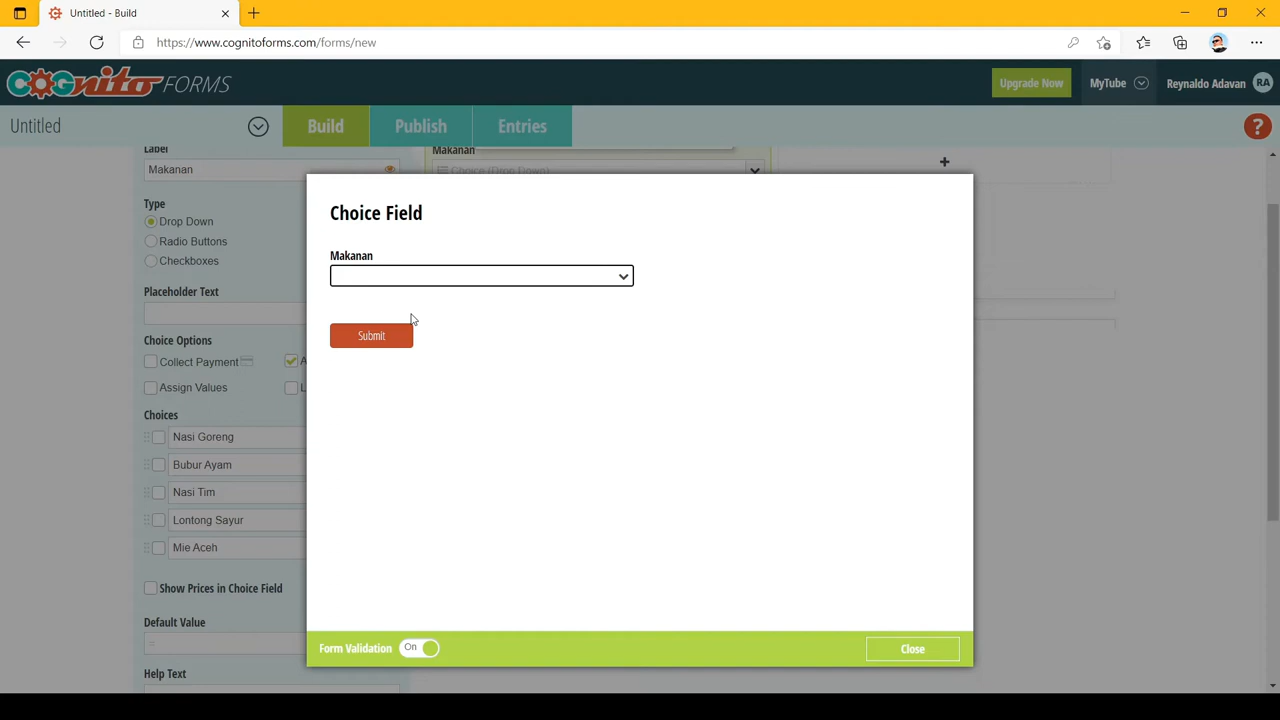 Untitled - Build
https://www.cognitoforms.com/forms/new
COGNITO FORMS
Upgrade Now
MyTube
Reynaldo Adavan
RA
Untitled
Build
Publish
Entries
?
Label
Makanan
Makanan
Choice (Drop Down)
Type
Drop Down
Radio Buttons
Checkboxes
Placeholder Text
Choice Options
Collect Payment
A
Assign Values
L
Choices
Nasi Goreng
Bubur Ayam
Nasi Tim
Lontong Sayur
Mie Aceh
Show Prices in Choice Field
Default Value
Help Text
Choice Field
Makanan
Submit
Form Validation
On
Close